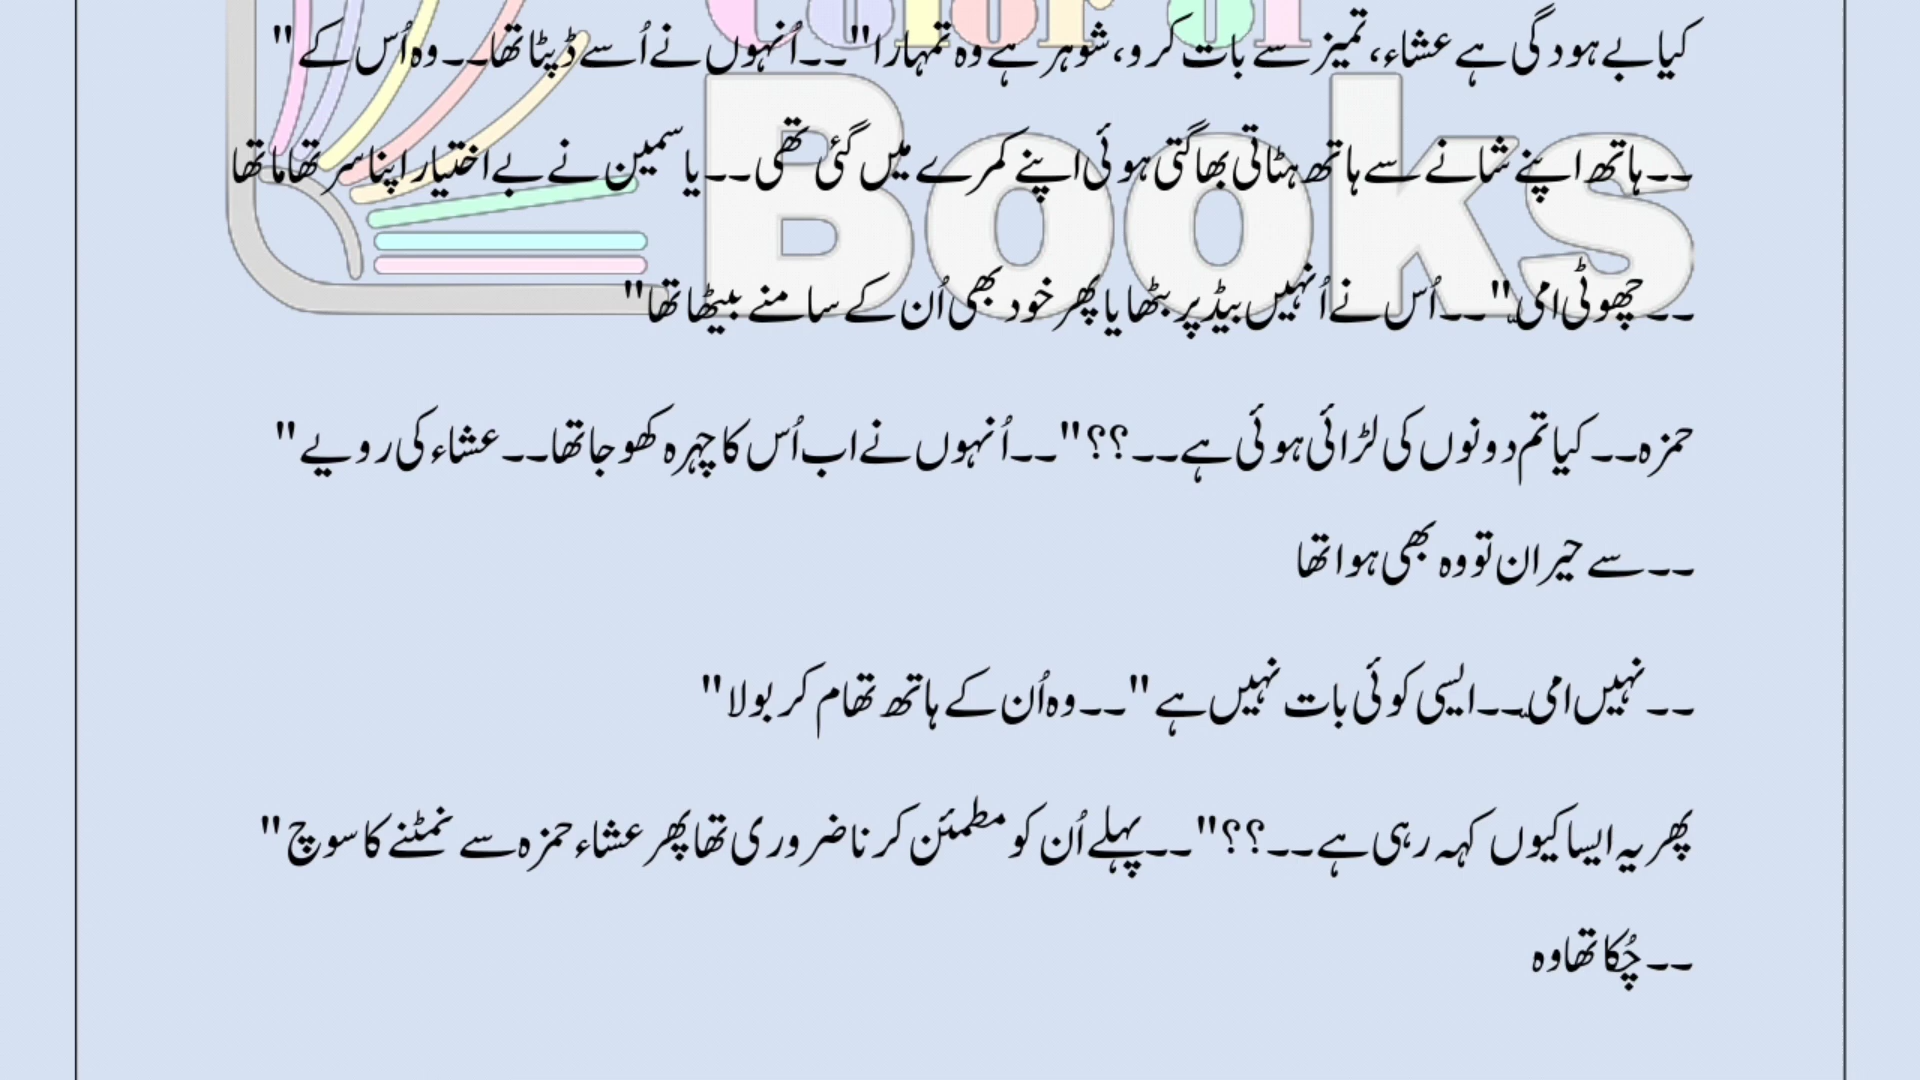 Color of
Books
کیا بے ہودگی ہے عشاء، تمیز سے بات کرو، شوہر ہے وہ تمہارا"۔۔اُنہوں نے اُسے ڈپٹا تھا۔۔وہ اُس کے "
۔۔ہاتھ اپنے شانے سے ہاتھ ہٹاتی بھاگتی ہوئی اپنے کمرے میں گئی تھی۔۔یاسمین نے بے اختیار اپنا سر تھاما تھا
۔۔چھوٹی امی"۔۔اُس نے اُنہیں بیڈ پر بٹھایا پھر خود بھی اُن کے سامنے بیٹھا تھا"
حمزہ۔۔کیا تم دونوں کی لڑائی ہوئی ہے۔۔؟؟"۔۔اُنہوں نے اب اُس کا چہرہ کھوجا تھا۔۔عشاء کی رویے "
۔۔سے حیران تو وہ بھی ہوا تھا
۔۔نہیں امی۔۔ایسی کوئی بات نہیں ہے "۔۔وہ اُن کے ہاتھ تھام کر بولا"
پھر یہ ایسا کیوں کہہ رہی ہے۔۔؟؟"۔۔پہلے اُن کو مطمئن کرنا ضروری تھا پھر عشاء حمزہ سے نمٹنے کا سوچ "
۔۔چُکا تھا وہ